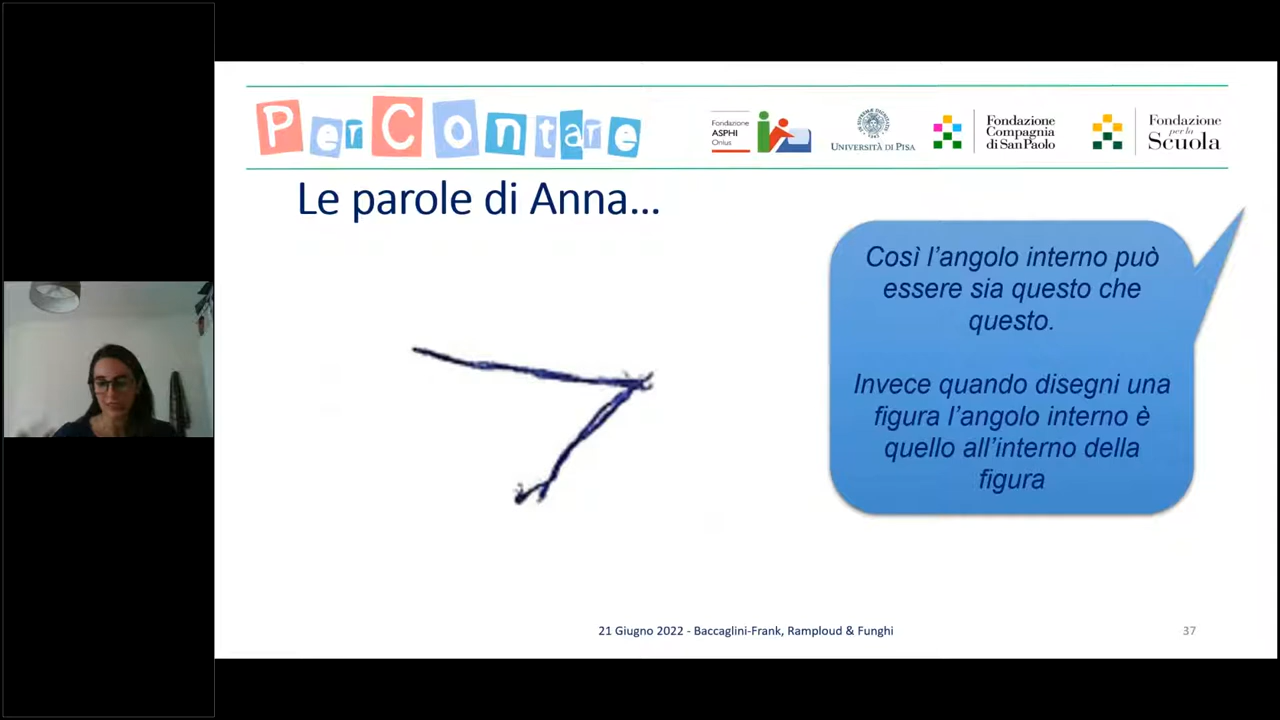 PerContare
Fondazione
ASPHI
Onlus
UNIVERSITÀ DI PISA
Fondazione
Compagnia
di San Paolo
Fondazione
per la
Scuola
Le parole di Anna...
Così l'angolo interno può
essere sia questo che
questo.
Invece quando disegni una
figura l'angolo interno è
quello all'interno della
figura
21 Giugno 2022 - Baccaglini-Frank, Ramploud & Funghi
37